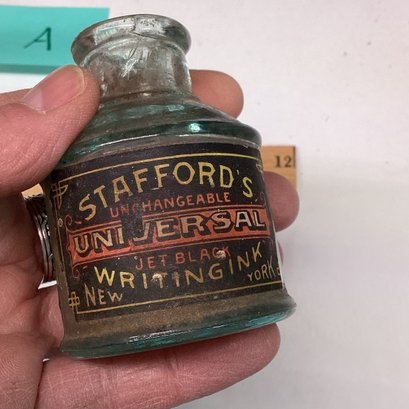 A
12
STAFFORD'S
UNCHANGEABLE
UNIVERSAL
JET BLACK
WRITING INK
NEW YORK